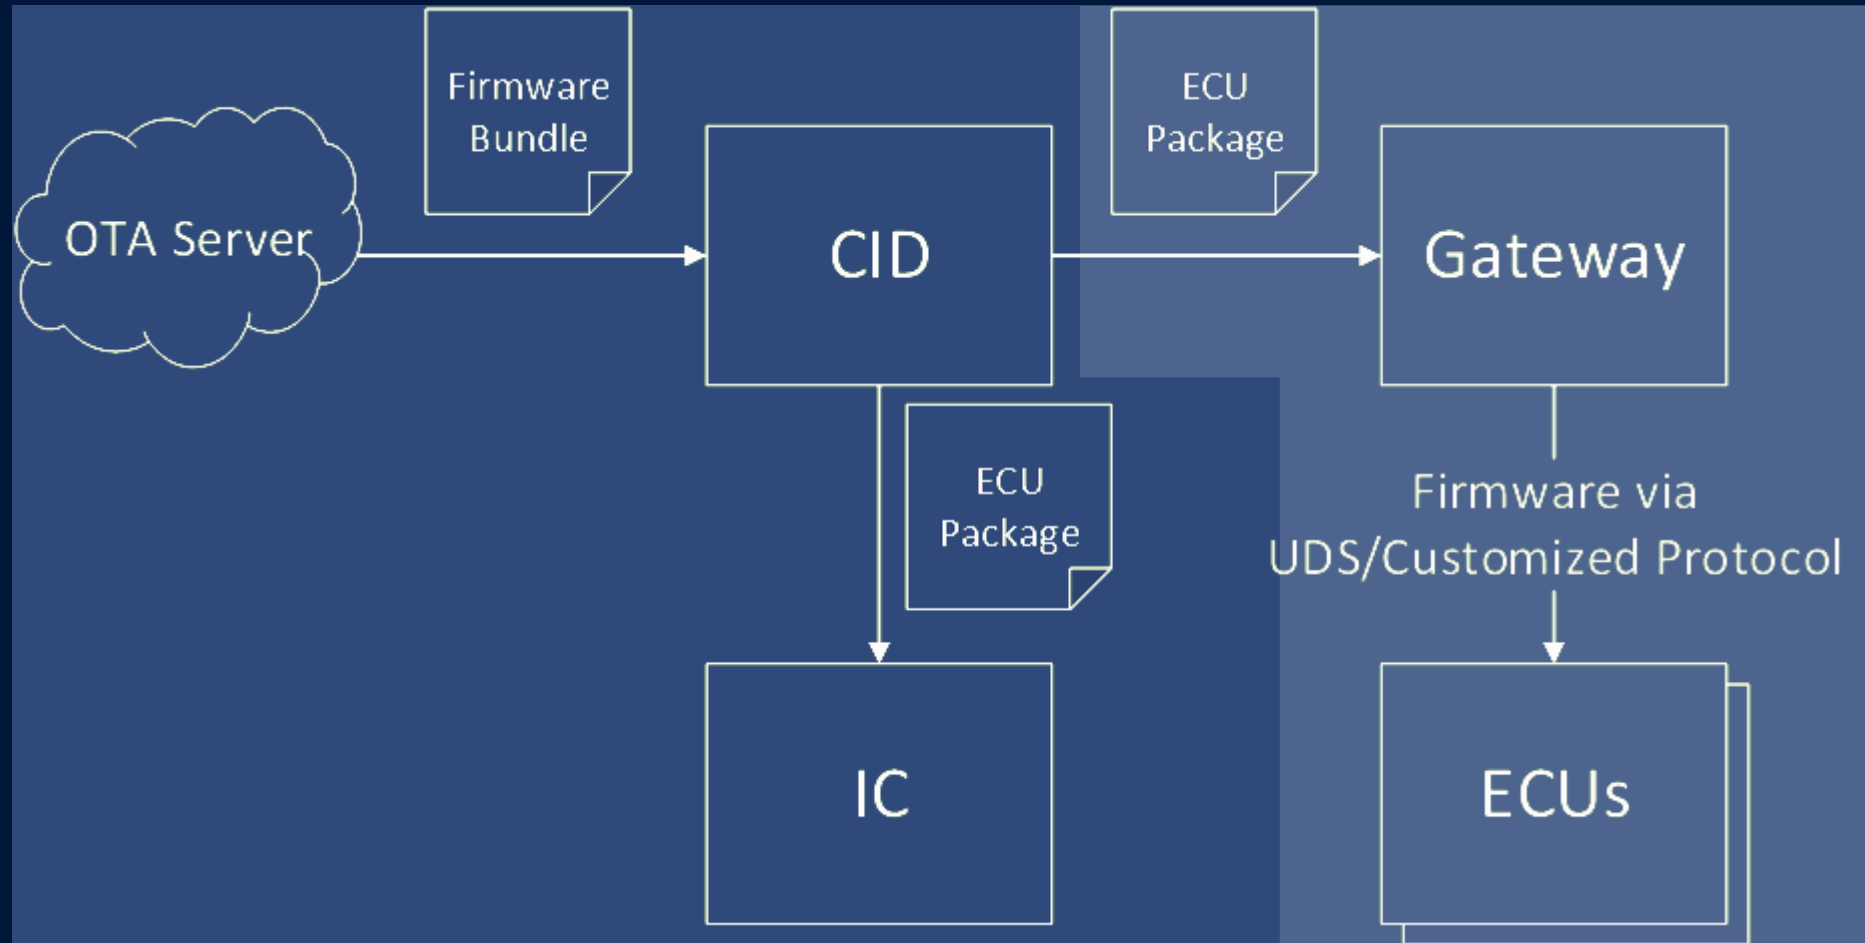 Firmware
Bundle
ECU
Package
OTA Server
CID
Gateway
ECU
Package
Firmware via
UDS/Customized Protocol
IC
ECUs